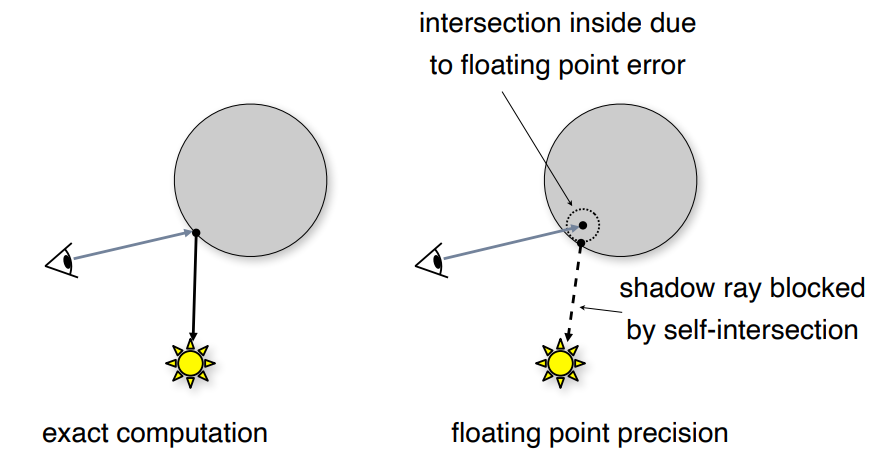 intersection inside due
to floating point error
shadow ray blocked
by self-intersection
exact computation
floating point precision